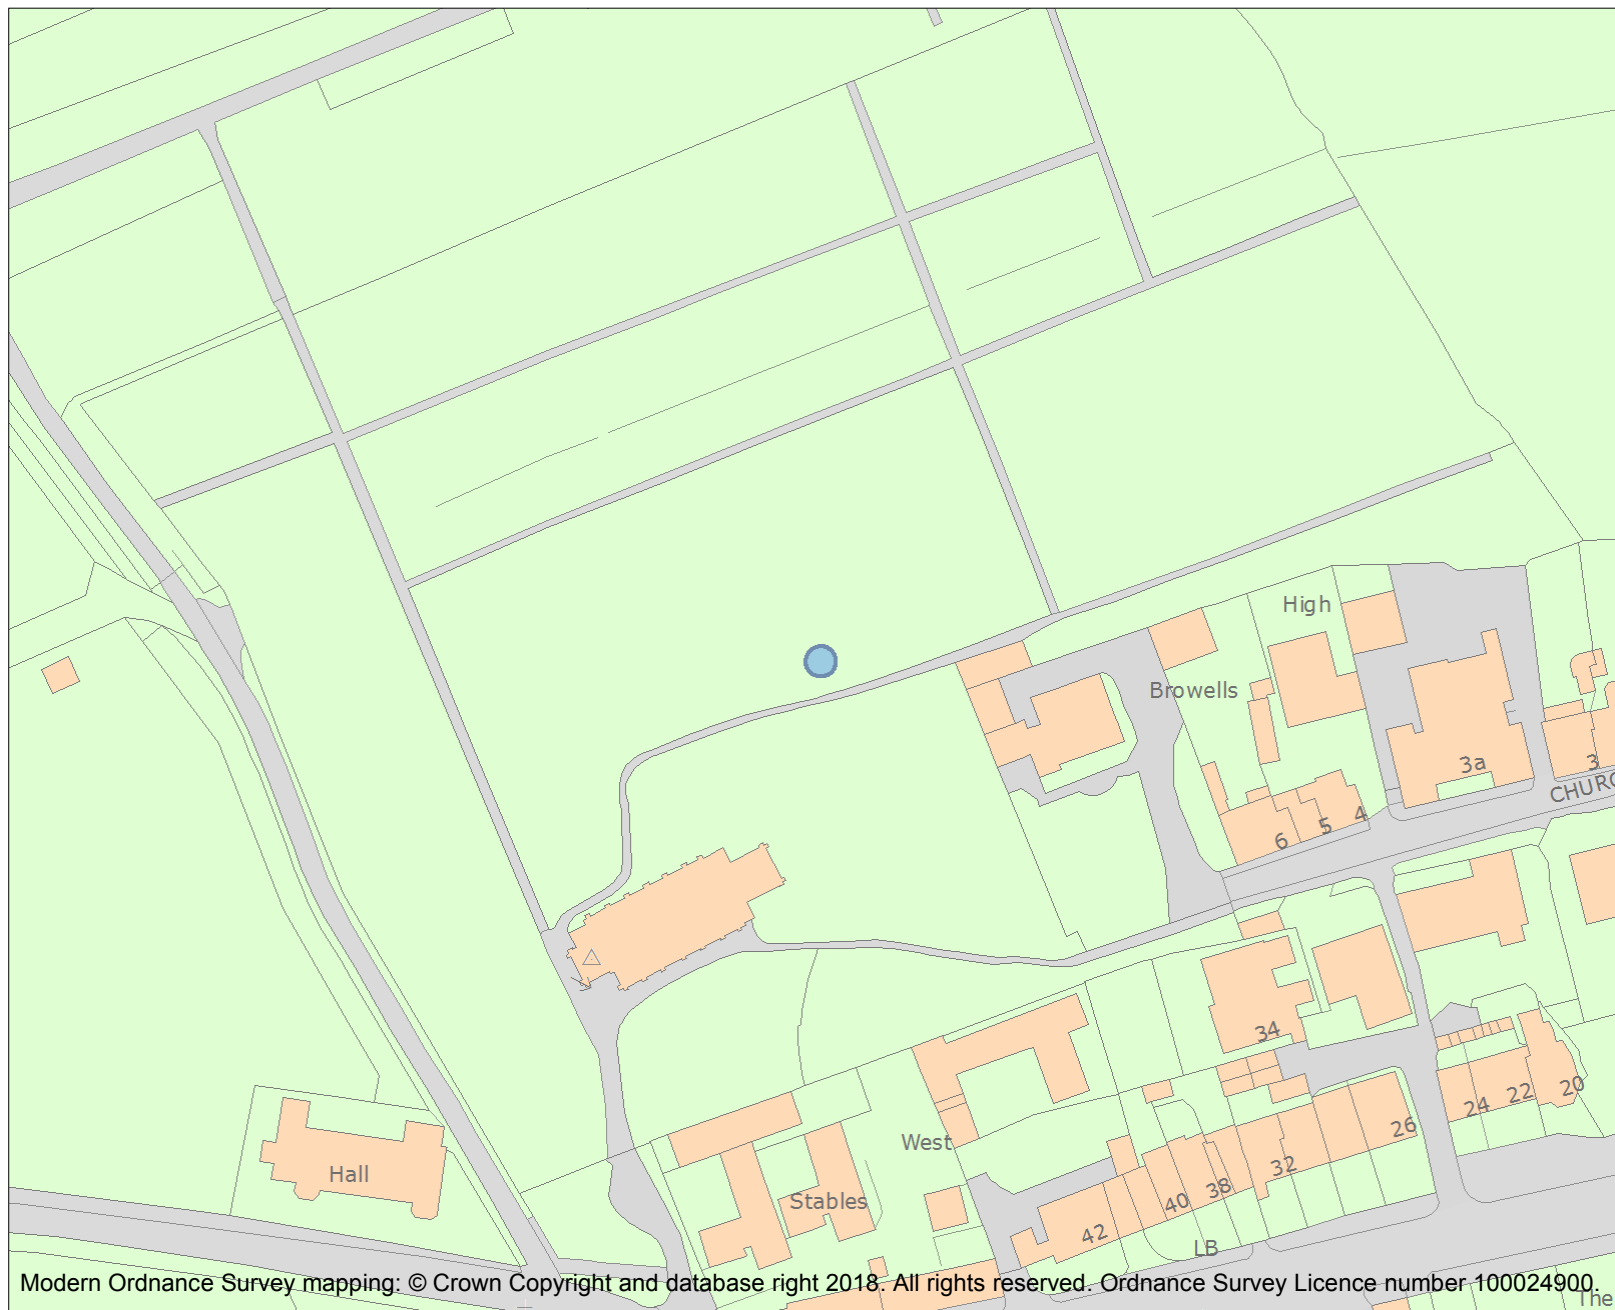 High
Browells
3a
3
CHURC
4
5
6
34
20
22
24
26
West
32
Hall
38
40
Stables
42
LB
Modern Ordnance Survey mapping: © Crown Copyright and database right 2018. All rights reserved. Ordnance Survey Licence number 100024900.
The